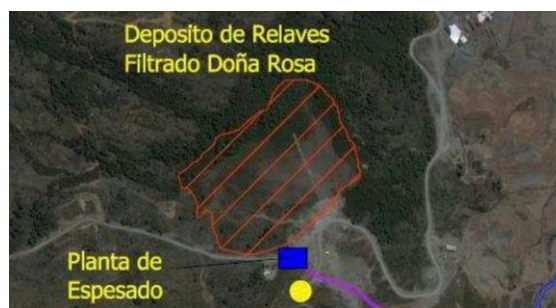 Deposito de Relaves
Filtrado Doña Rosa
Planta de
Espesado